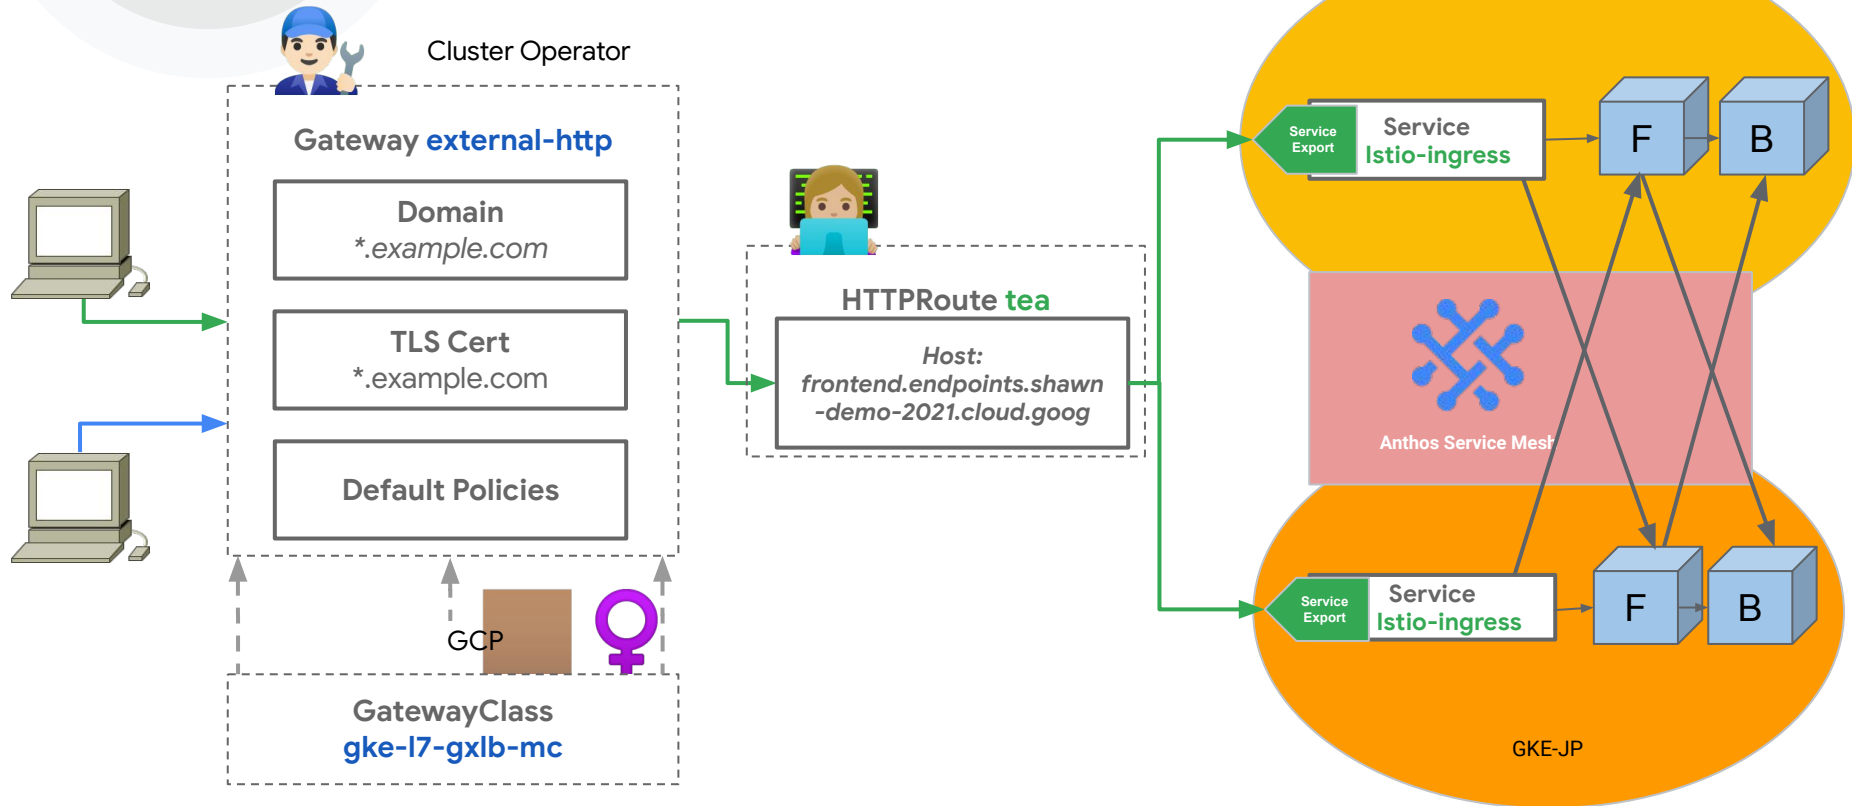 Cluster Operator
Gateway external-http
Domain
*.example.com
TLS Cert
*.example.com
Default Policies
GCP
GatewayClass
gke-l7-gxlb-mc
HTTPRoute tea
Host:
frontend.endpoints.shawn
-demo-2021.cloud.goog
Service
Export
Service
Istio-ingress
F
B
Anthos Service Mesh
Service
Export
Service
Istio-ingress
F
B
GKE-JP